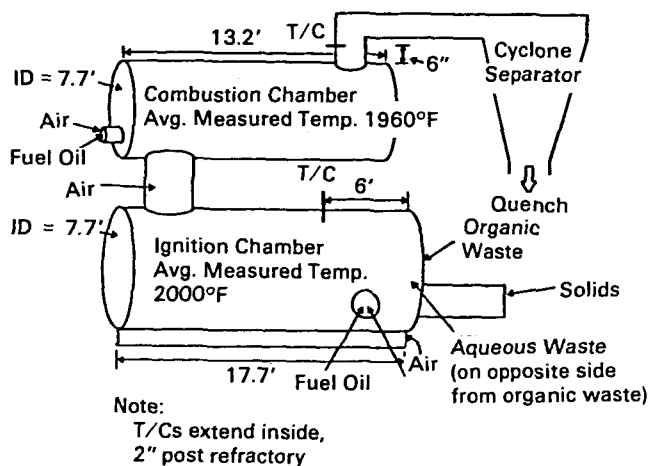 13.2'
T/C
6"
Cyclone
Separator
ID = 7.7'
Combustion Chamber
Avg. Measured Temp. 1960°F
Air
Fuel Oil
Air
T/C
6'
Quench
ID = 7.7'
Organic
Waste
Ignition Chamber
Avg. Measured Temp.
2000°F
Solids
Air
Fuel Oil
17.7'
Aqueous Waste
(on opposite side
from organic waste)
Note:
T/Cs extend inside,
2" post refractory